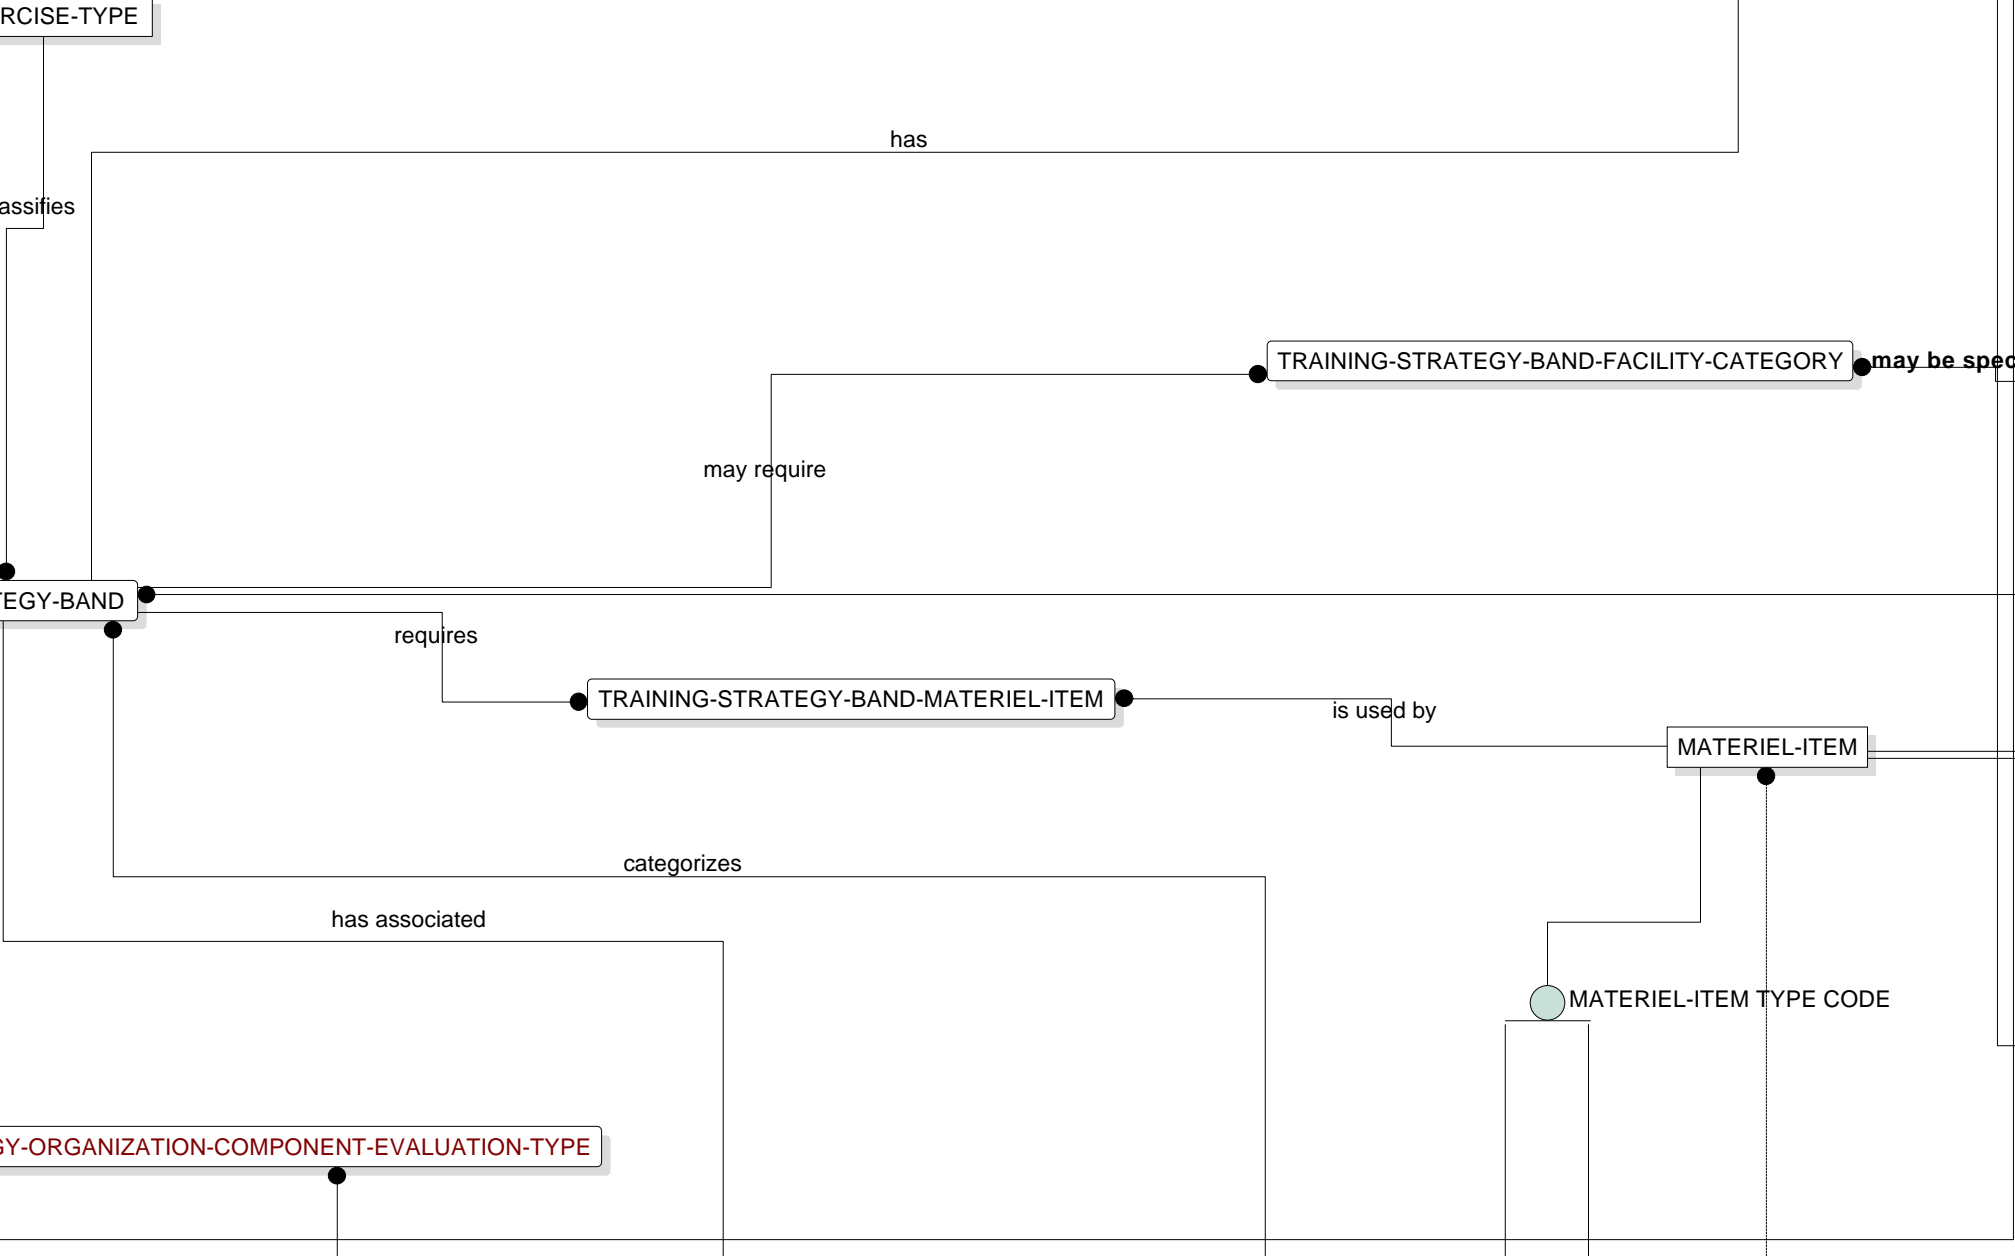 RCISE-TYPE
has
assifies
TRAINING-STRATEGY-BAND-FACILITY-CATEGORY
may be spec
may require
TEGY-BAND
requires
TRAINING-STRATEGY-BAND-MATERIEL-ITEM
is used by
MATERIEL-ITEM
categorizes
has associated
MATERIEL-ITEM TYPE CODE
GY-ORGANIZATION-COMPONENT-EVALUATION-TYPE